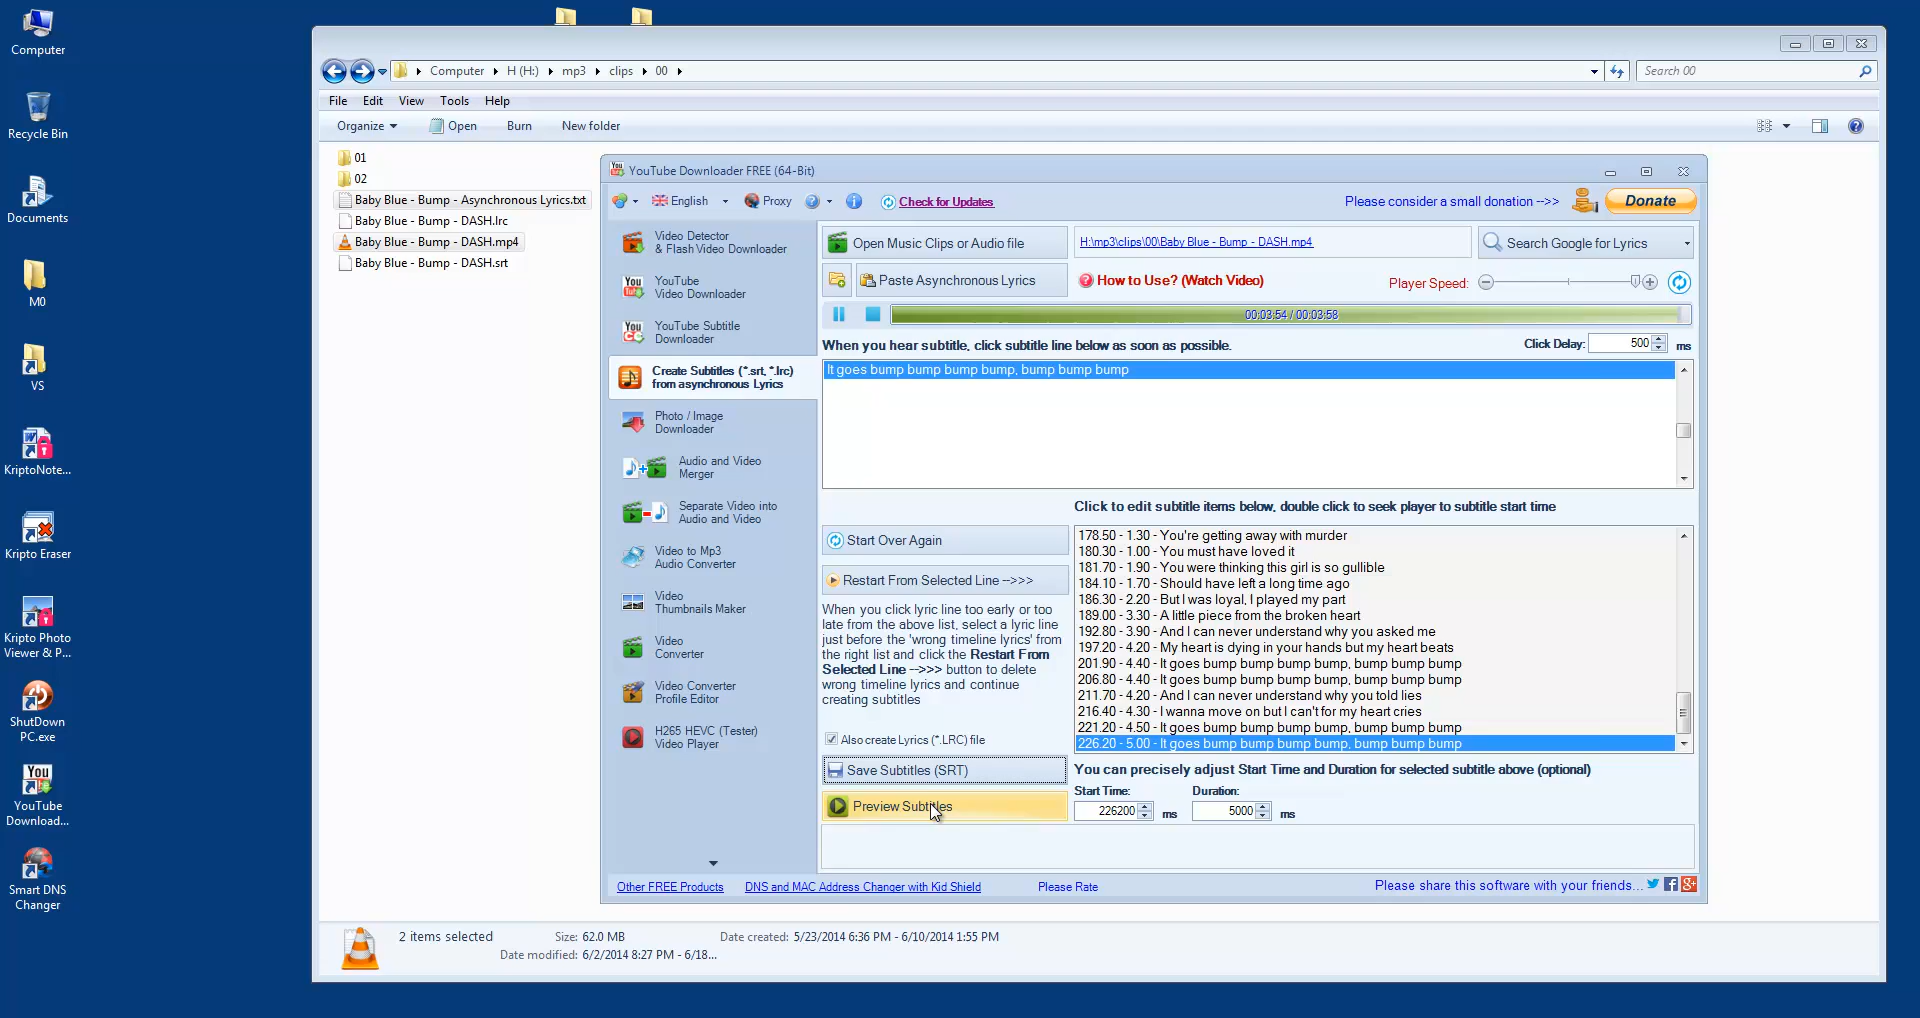 Computer
Recycle Bin
Documents
M0
VS
KriptoNote...
Kripto Eraser
Kripto Photo
Viewer & P...
ShutDown
PC.exe
You
Tube
YouTube
Download...
Smart DNS
Changer
Computer H (H:) mp3 clips 00
Search 00
File Edit View Tools Help
Organize Open Burn New folder
01
02
Baby Blue - Bump - Asynchronous Lyrics.txt
Baby Blue - Bump - DASH.lrc
Baby Blue - Bump - DASH.mp4
Baby Blue - Bump - DASH.srt
YouTube Downloader FREE (64-Bit)
English Proxy Check for Updates
Please consider a small donation -->> Donate
Video Detector
& Flash Video Downloader
YouTube
Video Downloader
YouTube Subtitle
Downloader
Create Subtitles (*.srt, *.lrc)
from asynchronous Lyrics
Photo / Image
Downloader
Audio and Video
Merger
Separate Video into
Audio and Video
Video to Mp3
Audio Converter
Video
Thumbnails Maker
Video
Converter
Video Converter
Profile Editor
H265 HEVC (Tester)
Video Player
Open Music Clips or Audio file
H:\mp3\clips\00\Baby Blue - Bump - DASH.mp4
Search Google for Lyrics
Paste Asynchronous Lyrics
How to Use? (Watch Video)
Player Speed:
00:03:54 / 00:03:58
When you hear subtitle, click subtitle line below as soon as possible.
Click Delay: 500 ms
It goes bump bump bump bump, bump bump bump
Click to edit subtitle items below, double click to seek player to subtitle start time
Start Over Again
Restart From Selected Line -->>>
When you click lyric line too early or too
late from the above list, select a lyric line
just before the 'wrong timeline lyrics' from
the right list and click the Restart From
Selected Line -->>> button to delete
wrong timeline lyrics and continue
creating subtitles
Also create Lyrics (*.LRC) file
Save Subtitles (SRT)
Preview Subtitles
178.50 - 1.30 - You're getting away with murder
180.30 - 1.00 - You must have loved it
181.70 - 1.90 - You were thinking this girl is so gullible
184.10 - 1.70 - Should have left a long time ago
186.30 - 2.20 - But I was loyal, I played my part
189.00 - 3.30 - A little piece from the broken heart
192.80 - 3.90 - And I can never understand why you asked me
197.20 - 4.20 - My heart is dying in your hands but my heart beats
201.90 - 4.40 - It goes bump bump bump bump, bump bump bump
206.80 - 4.40 - It goes bump bump bump bump, bump bump bump
211.70 - 4.20 - And I can never understand why you told lies
216.40 - 4.30 - I wanna move on but I can't for my heart cries
221.20 - 4.50 - It goes bump bump bump bump, bump bump bump
226.20 - 5.00 - It goes bump bump bump bump, bump bump bump
You can precisely adjust Start Time and Duration for selected subtitle above (optional)
Start Time: Duration:
226200 ms 5000 ms
Other FREE Products DNS and MAC Address Changer with Kid Shield Please Rate
Please share this software with your friends...
2 items selected Size: 62.0 MB Date created: 5/23/2014 6:36 PM - 6/10/2014 1:55 PM
Date modified: 6/2/2014 8:27 PM - 6/18...